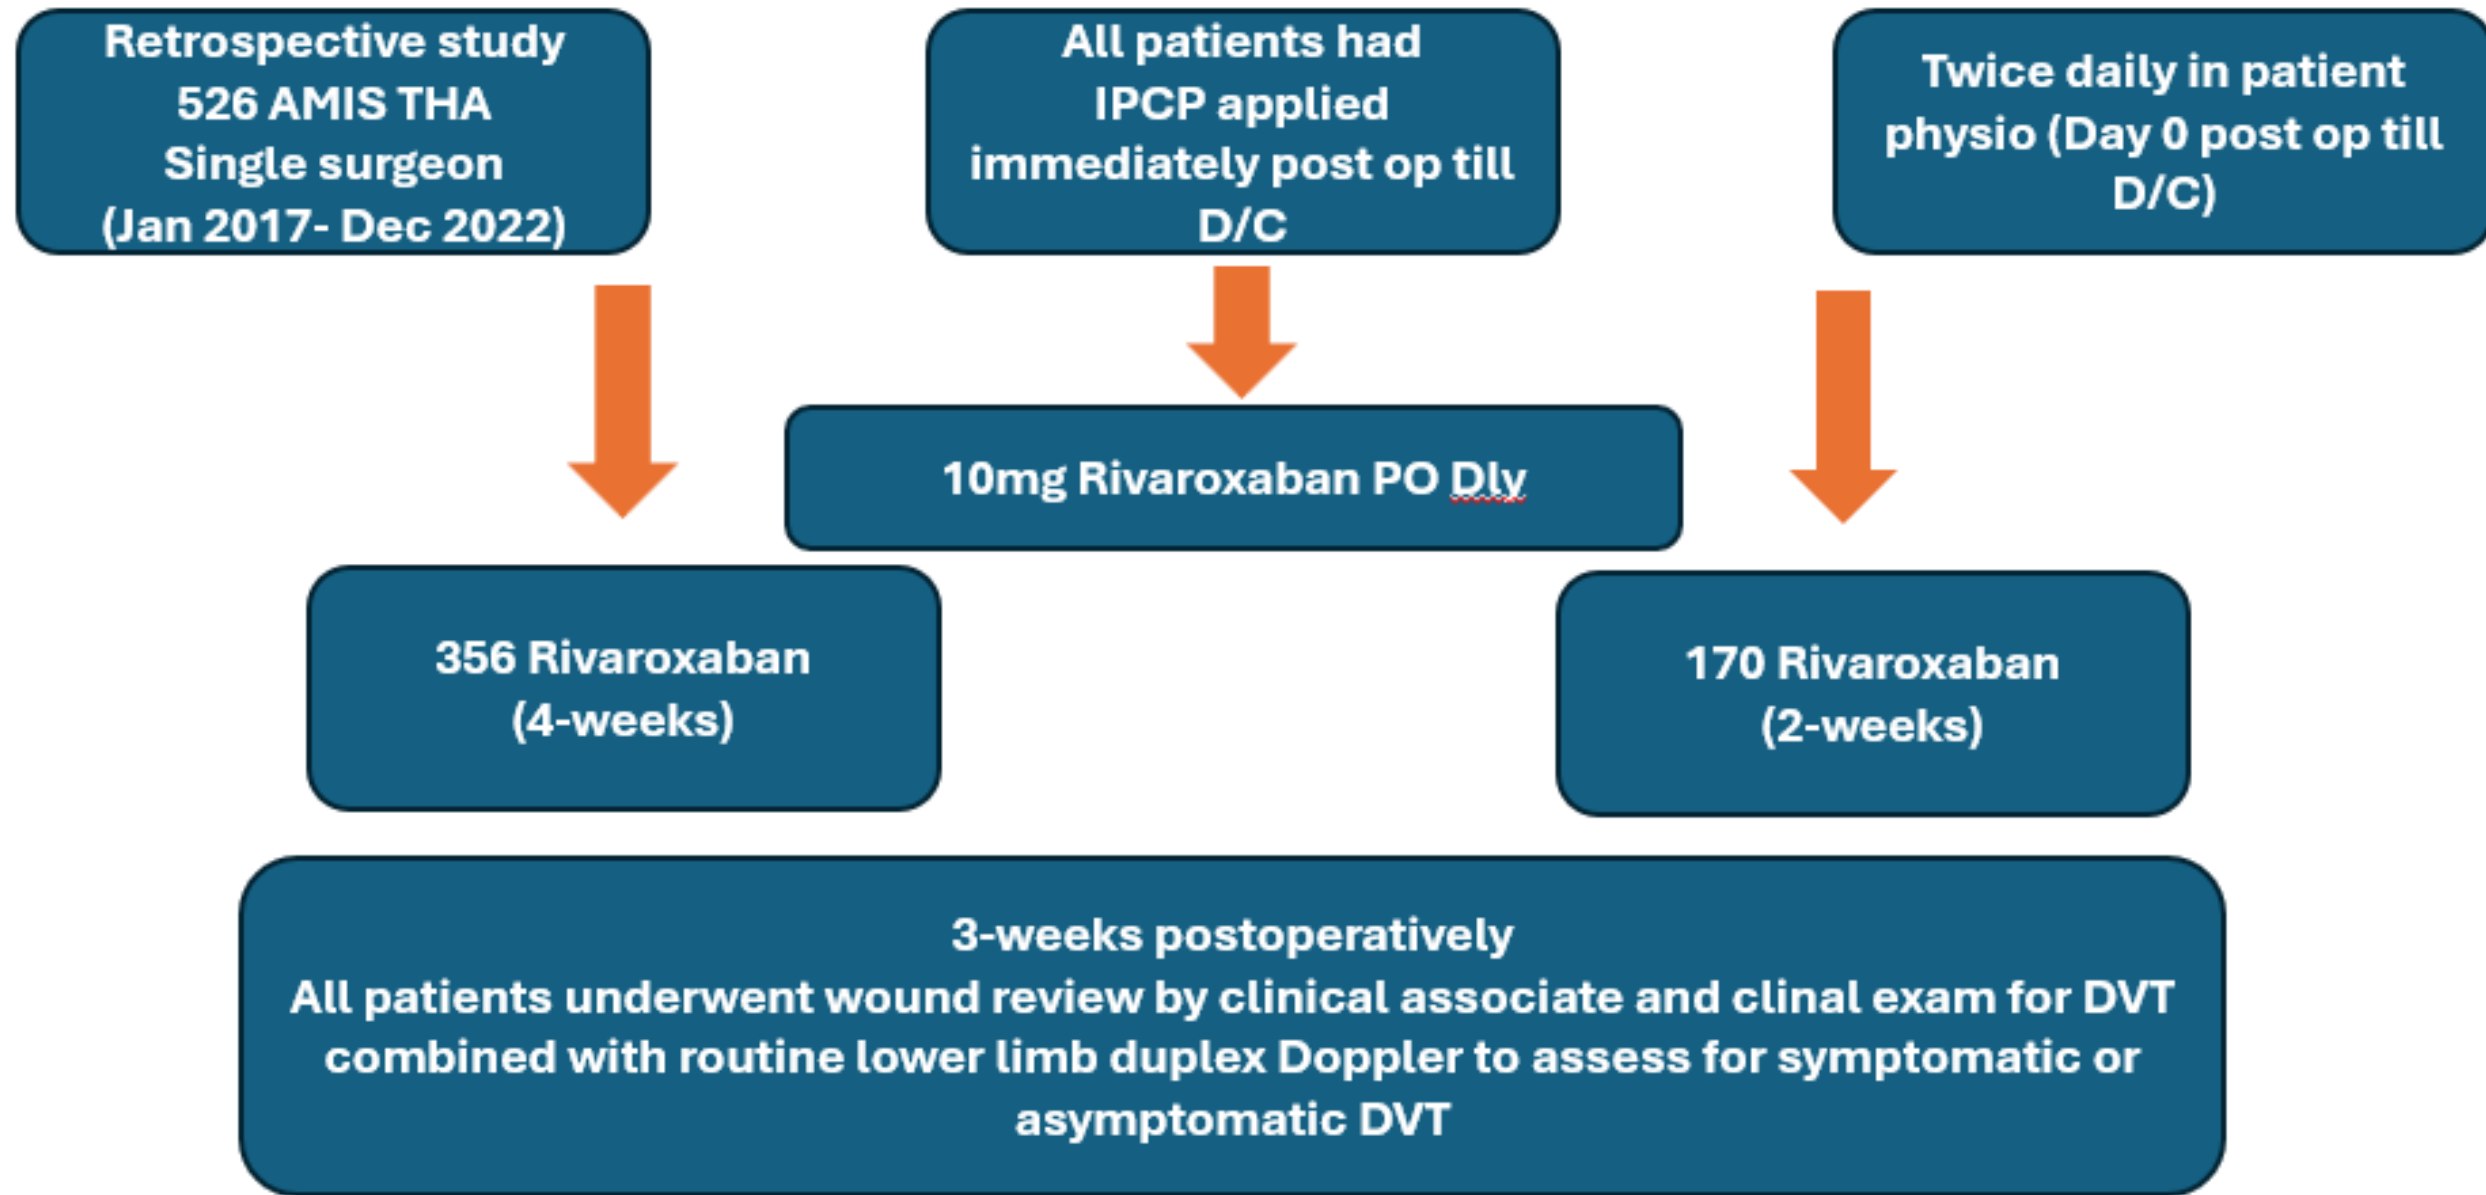 Retrospective study
526 AMIS THA
Single surgeon
(Jan 2017- Dec 2022)
All patients had
IPCP applied
immediately post op till
D/C
Twice daily in patient
physio (Day 0 post op till
D/C)
10mg Rivaroxaban PO Dly
356 Rivaroxaban
(4-weeks)
170 Rivaroxaban
(2-weeks)
3-weeks postoperatively
All patients underwent wound review by clinical associate and clinal exam for DVT
combined with routine lower limb duplex Doppler to assess for symptomatic or
asymptomatic DVT